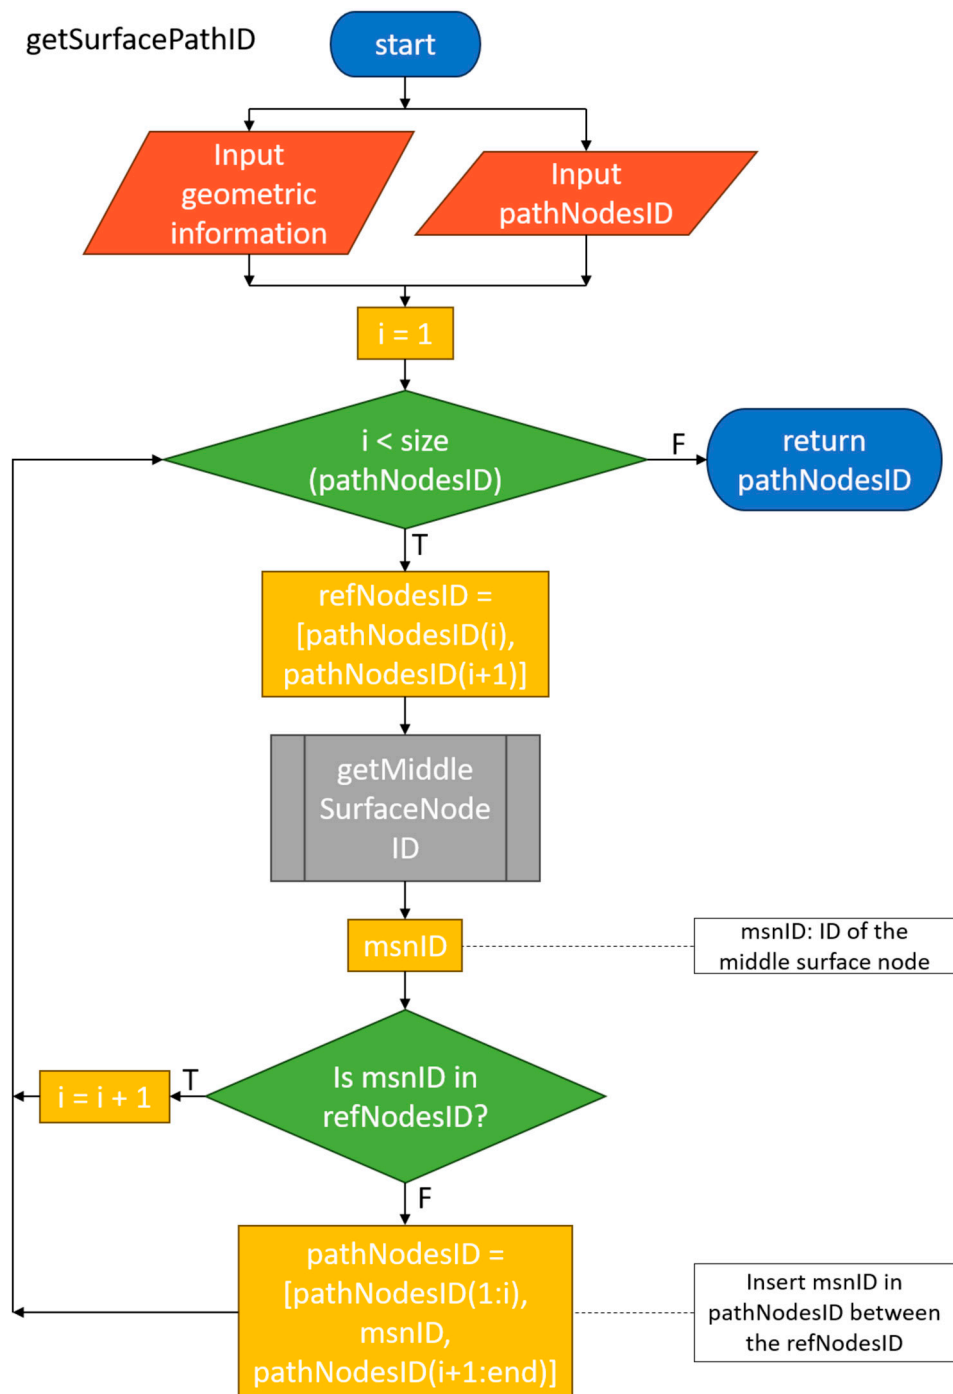 getSurfacePathID
start
Input
geometric
information
Input
pathNodesID
i = 1
i < size
(pathNodesID)
F
return
pathNodesID
T
refNodesID =
[pathNodesID(i),
pathNodesID(i+1)]
getMiddle
SurfaceNode
ID
msnID
msnID: ID of the
middle surface node
Is msnID in
refNodesID?
T
i = i + 1
F
pathNodesID =
[pathNodesID(1:i),
msnID,
pathNodesID(i+1:end)]
Insert msnID in
pathNodesID between
the refNodesID